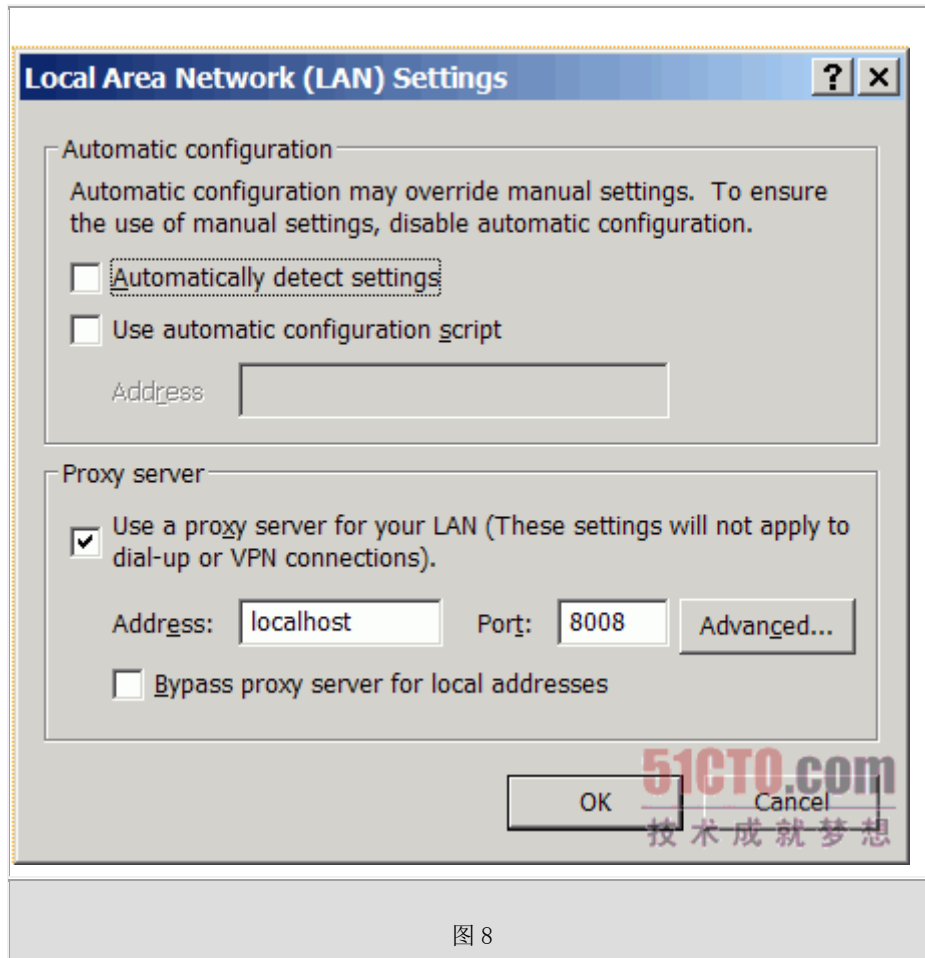 Local Area Network (LAN) Settings
Automatic configuration
Automatic configuration may override manual settings. To ensure
the use of manual settings, disable automatic configuration.
Automatically detect settings
Use automatic configuration script
Address
Proxy server
Use a proxy server for your LAN (These settings will not apply to
dial-up or VPN connections).
Address: localhost Port: 8008 Advanced...
Bypass proxy server for local addresses
OK Cancel
51CTO.com
技术成就梦想
图 8